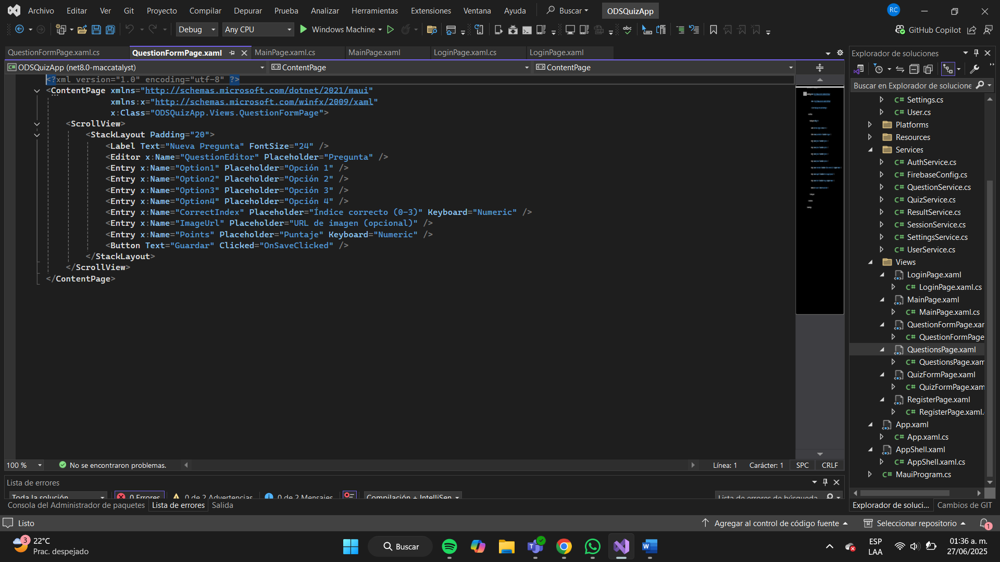 Archivo Editar Ver Git Proyecto Compilar Depurar Prueba Analizar Herramientas Extensiones Ventana Ayuda Buscar ODSQuizApp RC
Debug Any CPU Windows Machine abc GitHub Copilot
QuestionFormPage.xaml.cs QuestionFormPage.xaml MainPage.xaml.cs MainPage.xaml LoginPage.xaml.cs LoginPage.xaml
ODSQuizApp (net8.0-maccatalyst) ContentPage ContentPage
<?xml version="1.0" encoding="utf-8" ?>
<ContentPage xmlns="http://schemas.microsoft.com/dotnet/2021/maui"
xmlns:x="http://schemas.microsoft.com/winfx/2009/xaml"
x:Class="ODSQuizApp.Views.QuestionFormPage">
<ScrollView>
<StackLayout Padding="20">
<Label Text="Nueva Pregunta" FontSize="24" />
<Editor x:Name="QuestionEditor" Placeholder="Pregunta" />
<Entry x:Name="Option1" Placeholder="Opción 1" />
<Entry x:Name="Option2" Placeholder="Opción 2" />
<Entry x:Name="Option3" Placeholder="Opción 3" />
<Entry x:Name="Option4" Placeholder="Opción 4" />
<Entry x:Name="CorrectIndex" Placeholder="Índice correcto (0-3)" Keyboard="Numeric" />
<Entry x:Name="ImageUrl" Placeholder="URL de imagen (opcional)" />
<Entry x:Name="Points" Placeholder="Puntaje" Keyboard="Numeric" />
<Button Text="Guardar" Clicked="OnSaveClicked" />
</StackLayout>
</ScrollView>
</ContentPage>
100 % No se encontraron problemas. Línea: 1 Carácter: 1 SPC CRLF
Lista de errores
Toda la solución 0 Errores 0 de 2 Advertencias 0 de 2 Mensajes Compilación + IntelliSen Lista de errores de búsqueda
Consola del Administrador de paquetes Lista de errores Salida
Explorador de soluciones
Buscar en Explorador de solucione
C# Settings.cs
C# User.cs
Platforms
Resources
Services
C# AuthService.cs
C# FirebaseConfig.cs
C# QuestionService.cs
C# QuizService.cs
C# ResultService.cs
C# SessionService.cs
C# SettingsService.cs
C# UserService.cs
Views
LoginPage.xaml
C# LoginPage.xaml.cs
MainPage.xaml
C# MainPage.xaml.cs
QuestionFormPage.xar
C# QuestionFormPage
QuestionsPage.xaml
C# QuestionsPage.xam
QuizFormPage.xaml
C# QuizFormPage.xam
RegisterPage.xaml
C# RegisterPage.xaml.
App.xaml
C# App.xaml.cs
AppShell.xaml
C# AppShell.xaml.cs
C# MauiProgram.cs
Explorador de soluci... Cambios de GIT
Listo Agregar al control de código fuente Seleccionar repositorio 1
3 22°C
Prac. despejado
Buscar
ESP
LAA
01:36 a. m.
27/06/2025